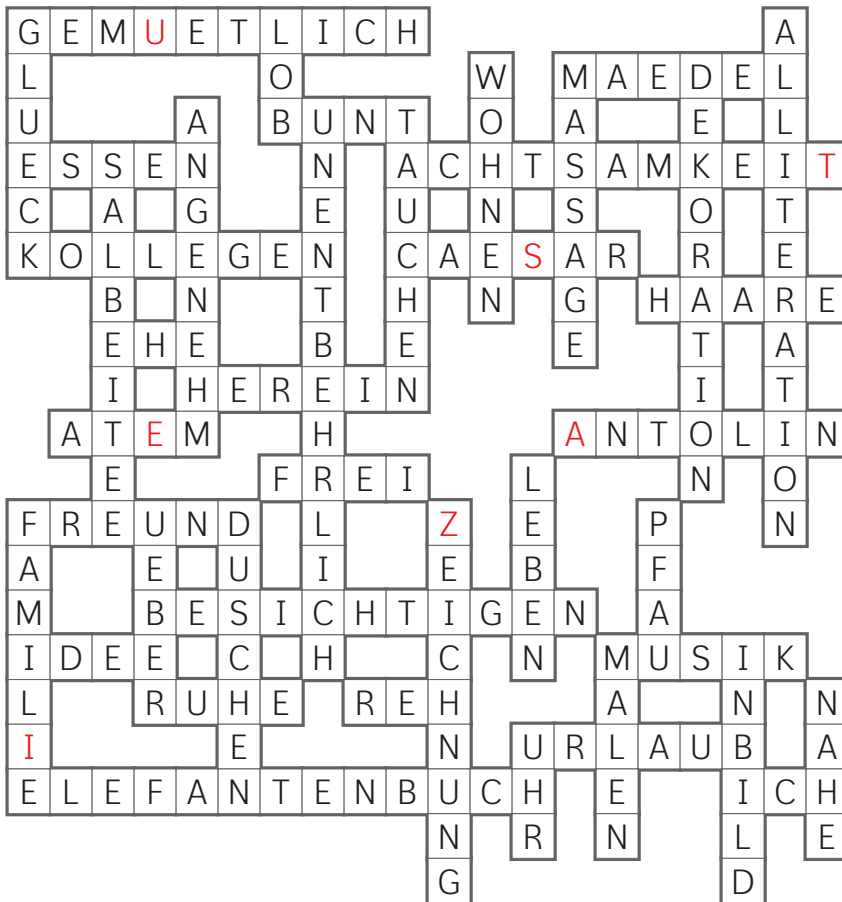 GEMUETLICH A
L O W MAEDEL
U A BUNT O A E L
ESSEN N ACHTSAMKEIT
C A G E U N S O T
KOLLEGEN CAESAR R E
B N T H N G HAARE
EHE B E E T A
I HEREIN I T
ATEM H ANTOLIN
E FREI L N O
FREUND L Z E P N
A E U I E B F
M BESICHTIGEN A
IDEE C H C N MUSIK
L RUHE REH A N N
I E N URLAUB A
ELEFANTENBUCH E ICH
N R N L E
G D